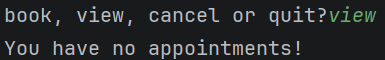 book, view, cancel or quit?view
You have no appointments!